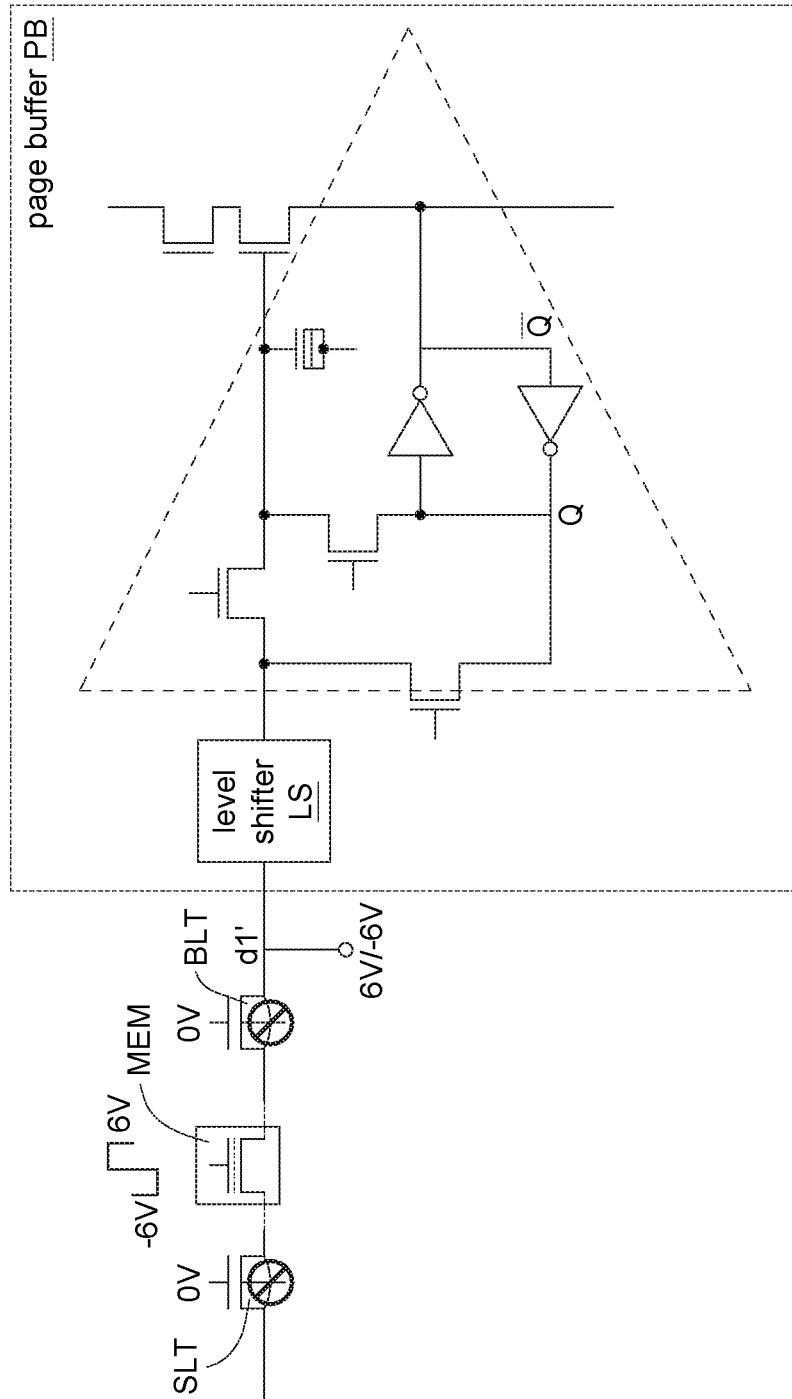 page buffer PB
Q
Q
level
shifter
LS
BLT
d1'
6V/-6V
0V
MEM
6V
-6V
0V
SLT